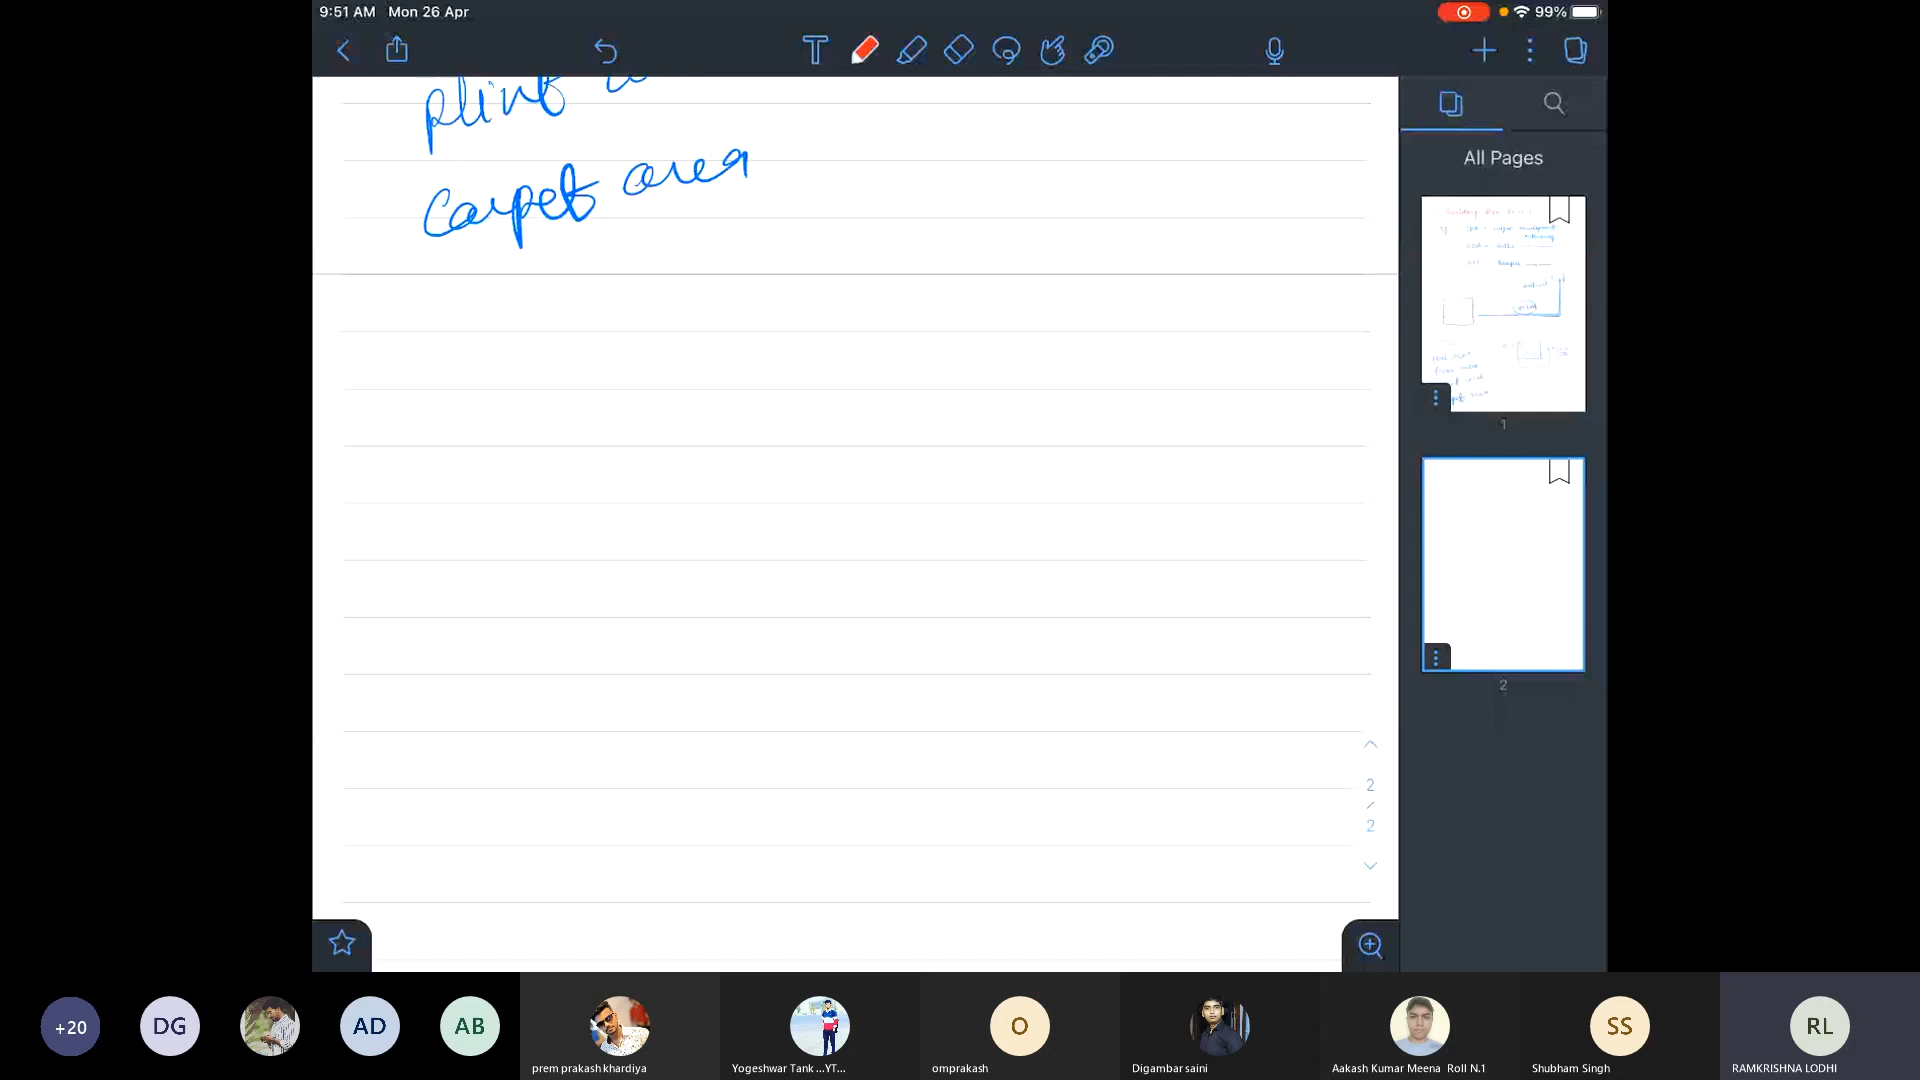 9:51 AM Mon 26 Apr
99%
plint
carpet area
All Pages
1
2
2
/
2
+20
DG
AD
AB
O
SS
RL
prem prakash khardiya
Yogeshwar Tank ...YT...
omprakash
Digambar saini
Aakash Kumar Meena Roll N.1
Shubham Singh
RAMKRISHNA LODHI